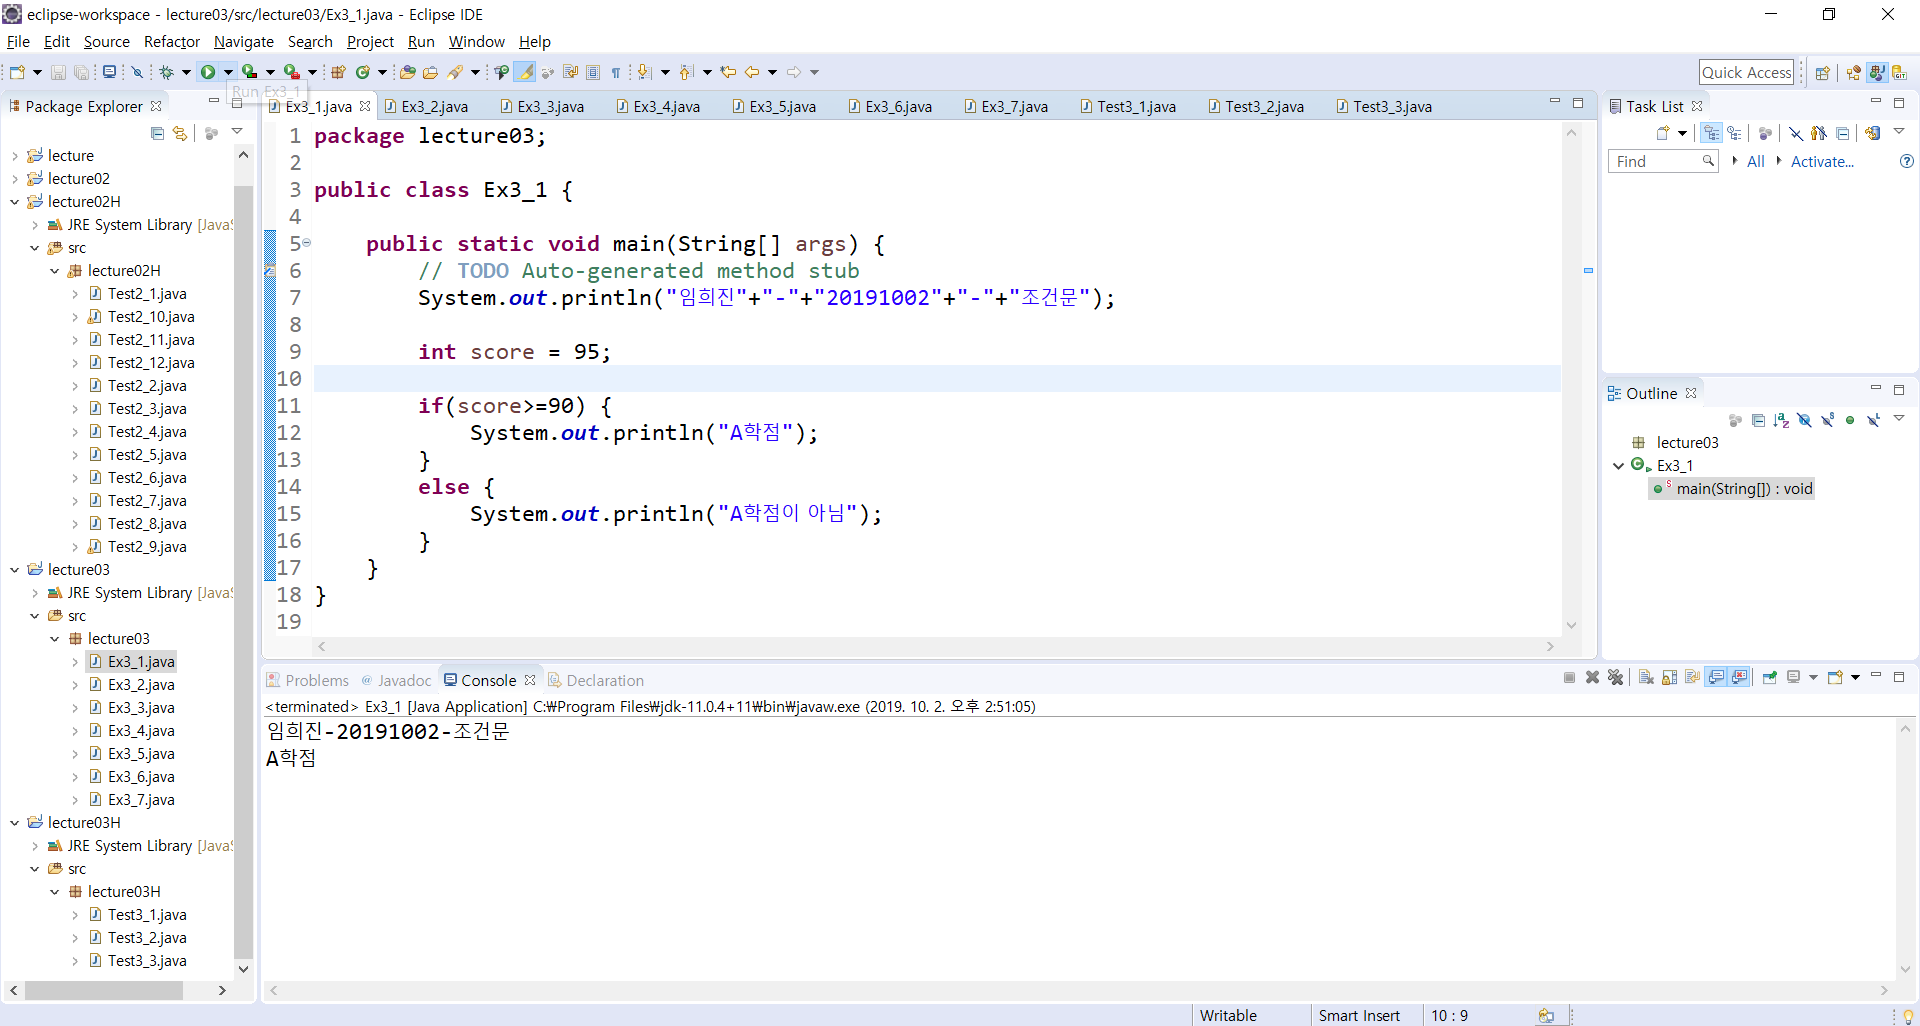 eclipse-workspace - lecture03/src/lecture03/Ex3_1.java - Eclipse IDE
File Edit Source Refactor Navigate Search Project Run Window Help
Quick Access
Run Ex3_1
Package Explorer
lecture
lecture02
lecture02H
JRE System Library [JavaS
src
lecture02H
Test2_1.java
Test2_10.java
Test2_11.java
Test2_12.java
Test2_2.java
Test2_3.java
Test2_4.java
Test2_5.java
Test2_6.java
Test2_7.java
Test2_8.java
Test2_9.java
lecture03
JRE System Library [JavaS
src
lecture03
Ex3_1.java
Ex3_2.java
Ex3_3.java
Ex3_4.java
Ex3_5.java
Ex3_6.java
Ex3_7.java
lecture03H
JRE System Library [JavaS
src
lecture03H
Test3_1.java
Test3_2.java
Test3_3.java
Ex3_1.java Ex3_2.java Ex3_3.java Ex3_4.java Ex3_5.java Ex3_6.java Ex3_7.java Test3_1.java Test3_2.java Test3_3.java
1 package lecture03;
2
3 public class Ex3_1 {
4
5 public static void main(String[] args) {
6 // TODO Auto-generated method stub
7 System.out.println("임희진"+"-"+"20191002"+"-"+"조건문");
8
9 int score = 95;
10
11 if(score>=90) {
12 System.out.println("A학점");
13 }
14 else {
15 System.out.println("A학점이 아님");
16 }
17 }
18 }
19
Task List
Find All Activate...
Outline
lecture03
Ex3_1
main(String[]) : void
Problems @ Javadoc Console Declaration
<terminated> Ex3_1 [Java Application] C:₩Program Files₩jdk-11.0.4+11₩bin₩javaw.exe (2019. 10. 2. 오후 2:51:05)
임희진-20191002-조건문
A학점
Writable Smart Insert 10 : 9